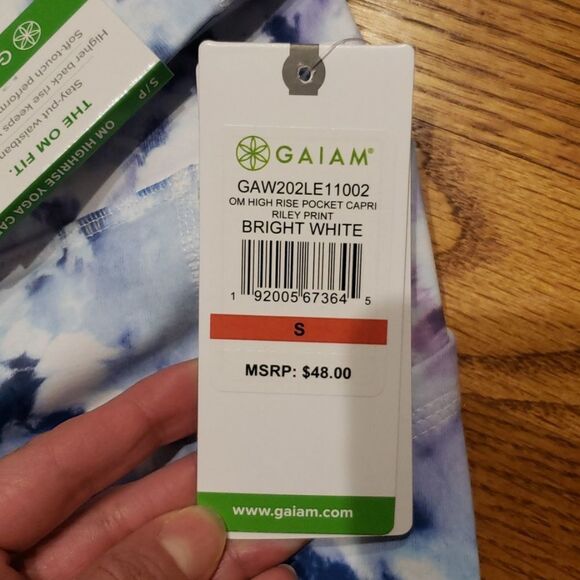 GAIAM®
GAW202LE11002
OM HIGH RISE POCKET CAPRI
RILEY PRINT
BRIGHT WHITE
1 92005 67364 5
S
MSRP: $48.00
www.gaiam.com
G
Higher back rise keeps
Soft-touch perform
Stay-put waistban
THE OM FIT.
S/P
OM HIGHRISE YOGA CA